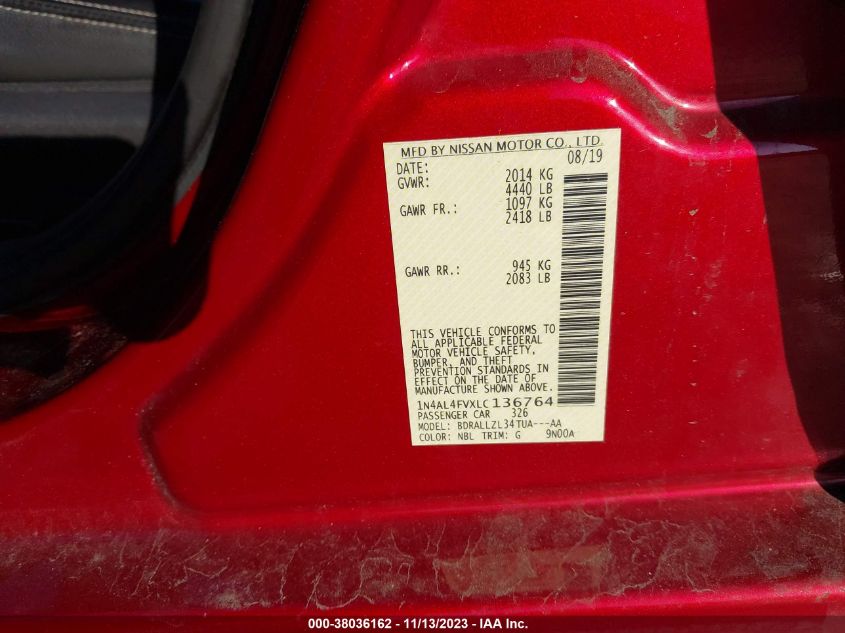 MFD BY NISSAN MOTOR CO., LTD.
DATE: 08/19
GVWR: 2014 KG
4440 LB
GAWR FR.: 1097 KG
2418 LB
GAWR RR.: 945 KG
2083 LB
THIS VEHICLE CONFORMS TO
ALL APPLICABLE FEDERAL
MOTOR VEHICLE SAFETY,
BUMPER, AND THEFT
PREVENTION STANDARDS IN
EFFECT ON THE DATE OF
MANUFACTURE SHOWN ABOVE.
1N4AL4FVXLC136764
PASSENGER CAR 326
MODEL: BDRALLZL34TUA---AA
COLOR: NBL TRIM: G 9N00A
000-38036162 - 11/13/2023 - IAA Inc.